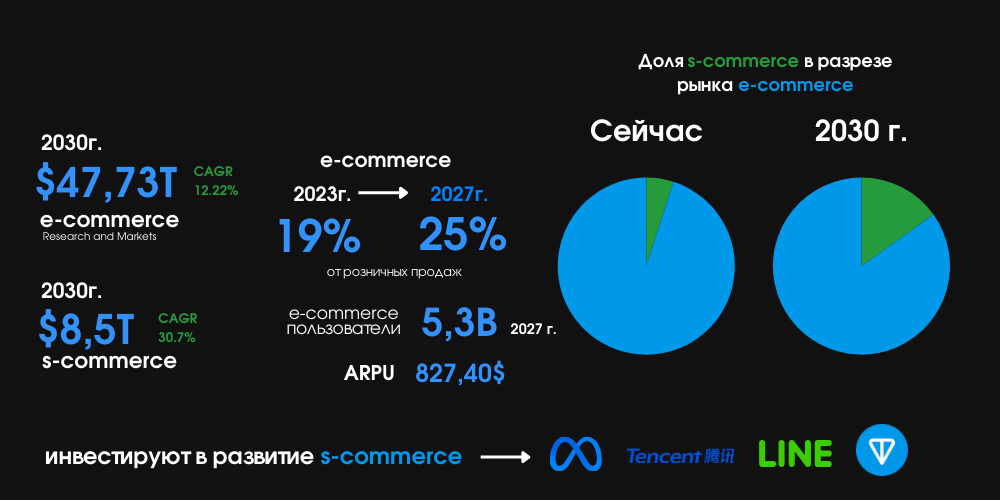 Доля s-commerce в разрезе
рынка e-commerce
Сейчас
2030 г.
2030г.
$47,73T
CAGR
12.22%
e-commerce
Research and Markets
2030г.
$8,5T
CAGR
30.7%
s-commerce
e-commerce
2023г.
2027г.
19%
25%
от розничных продаж
e-commerce
пользователи
5,3B
2027 г.
ARPU
827,40$
инвестируют в развитие s-commerce
Tencent 腾讯
LINE